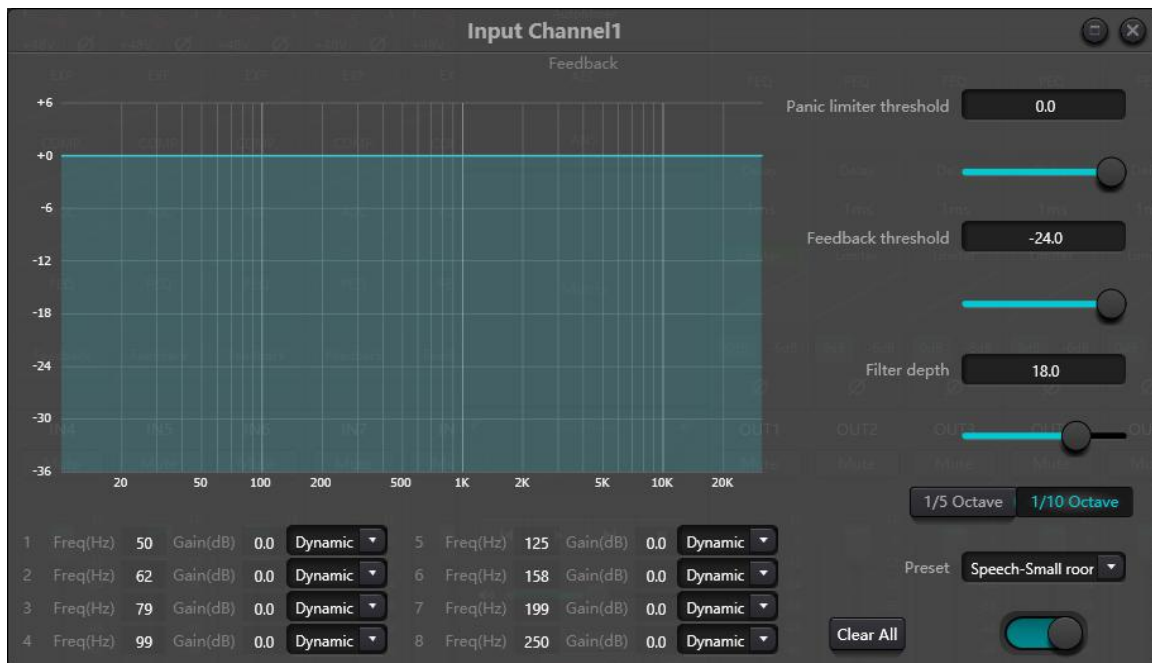 Input Channel1
Feedback
+6
+0
-6
-12
-18
-24
-30
-36
20 50 100 200 500 1K 2K 5K 10K 20K
Panic limiter threshold 0.0
Feedback threshold -24.0
Filter depth 18.0
1/5 Octave 1/10 Octave
Preset Speech-Small roor
Clear All
1 Freq(Hz) 50 Gain(dB) 0.0 Dynamic 5 Freq(Hz) 125 Gain(dB) 0.0 Dynamic
2 Freq(Hz) 62 Gain(dB) 0.0 Dynamic 6 Freq(Hz) 158 Gain(dB) 0.0 Dynamic
3 Freq(Hz) 79 Gain(dB) 0.0 Dynamic 7 Freq(Hz) 199 Gain(dB) 0.0 Dynamic
4 Freq(Hz) 99 Gain(dB) 0.0 Dynamic 8 Freq(Hz) 250 Gain(dB) 0.0 Dynamic